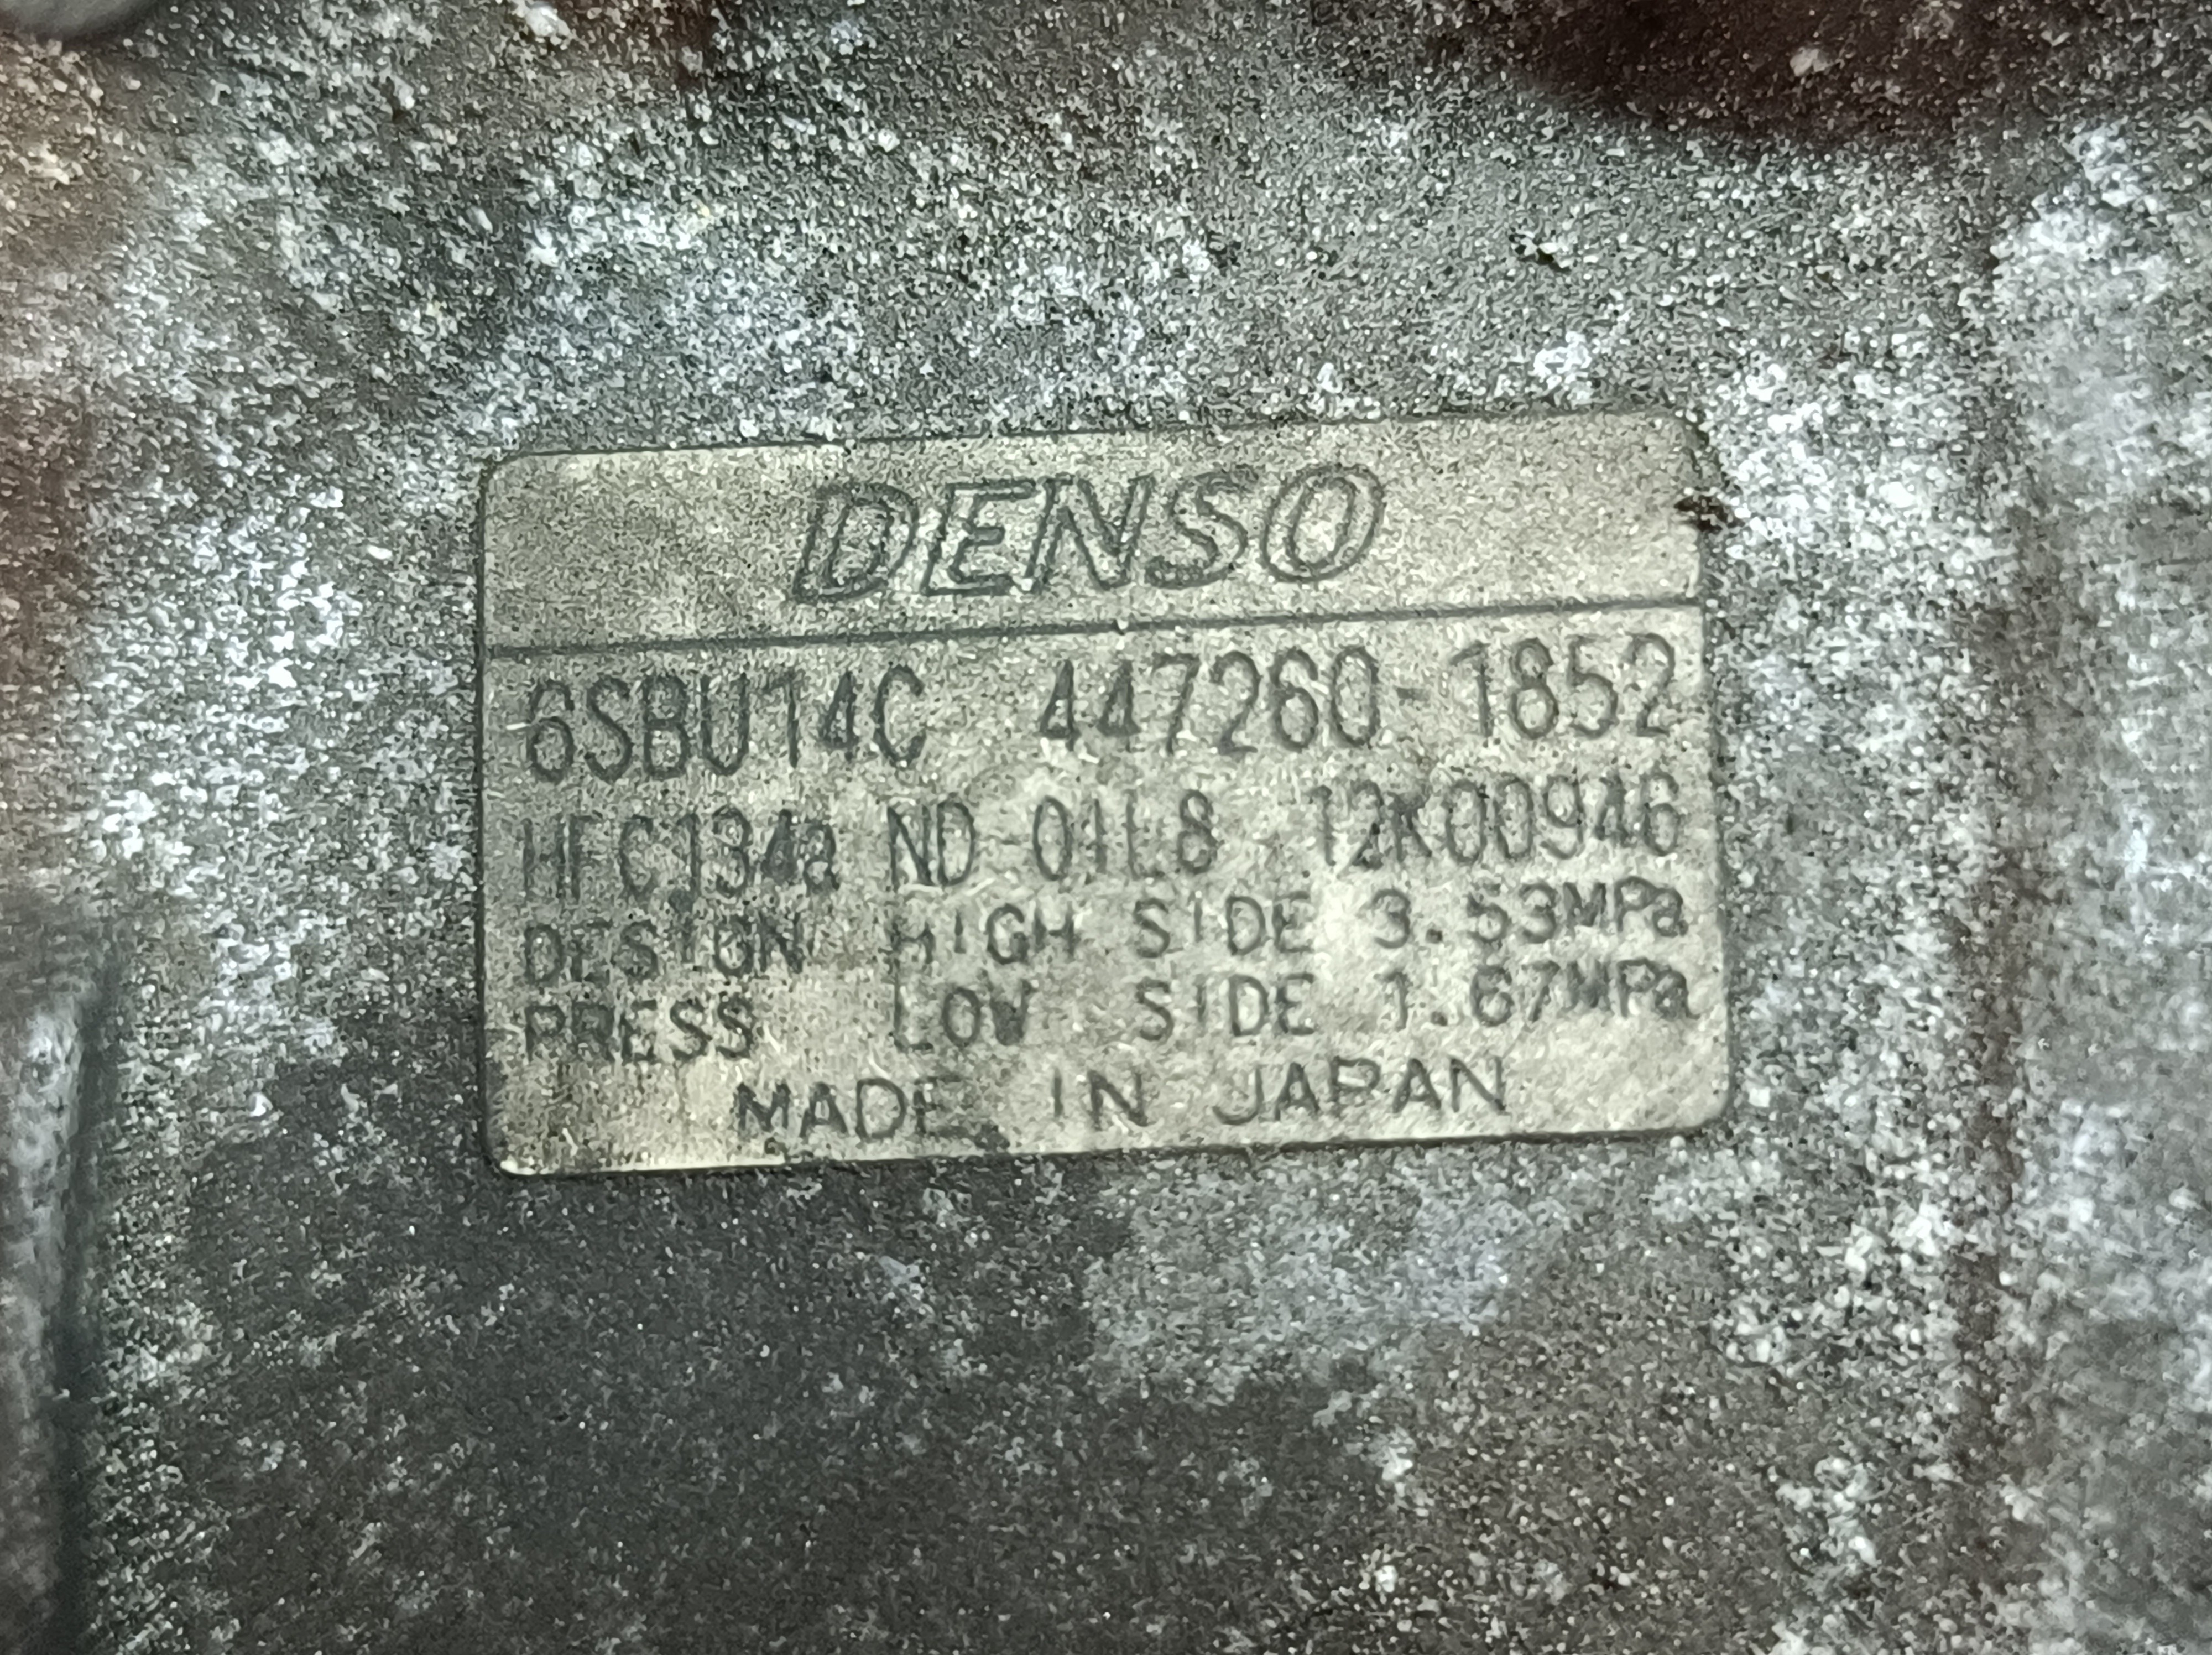 DENSO
6SBU14C 447260-1852
HFC134a ND-OIL8 12K00946
DESIGN HIGH SIDE 3.53MPa
PRESS LOW SIDE 1.67MPa
MADE IN JAPAN